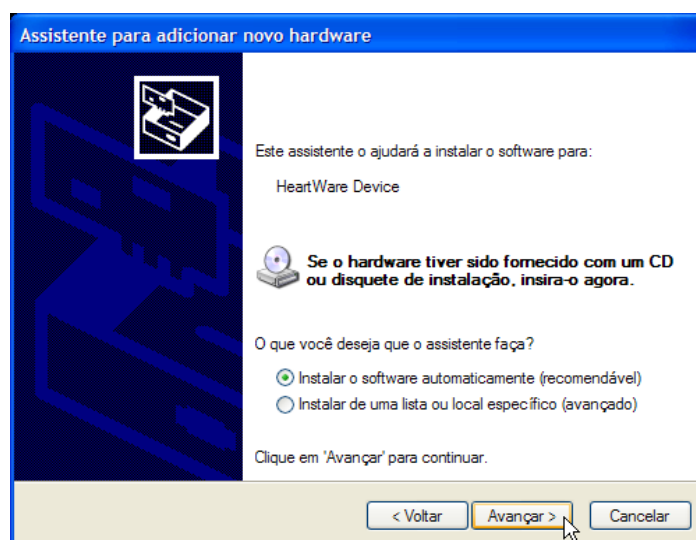 Assistente para adicionar novo hardware
Este assistente o ajudará a instalar o software para:
HeartWare Device
Se o hardware tiver sido fornecido com um CD
ou disquete de instalação, insira-o agora.
O que você deseja que o assistente faça?
Instalar o software automaticamente (recomendável)
Instalar de uma lista ou local específico (avançado)
Clique em 'Avançar' para continuar.
< Voltar Avançar > Cancelar